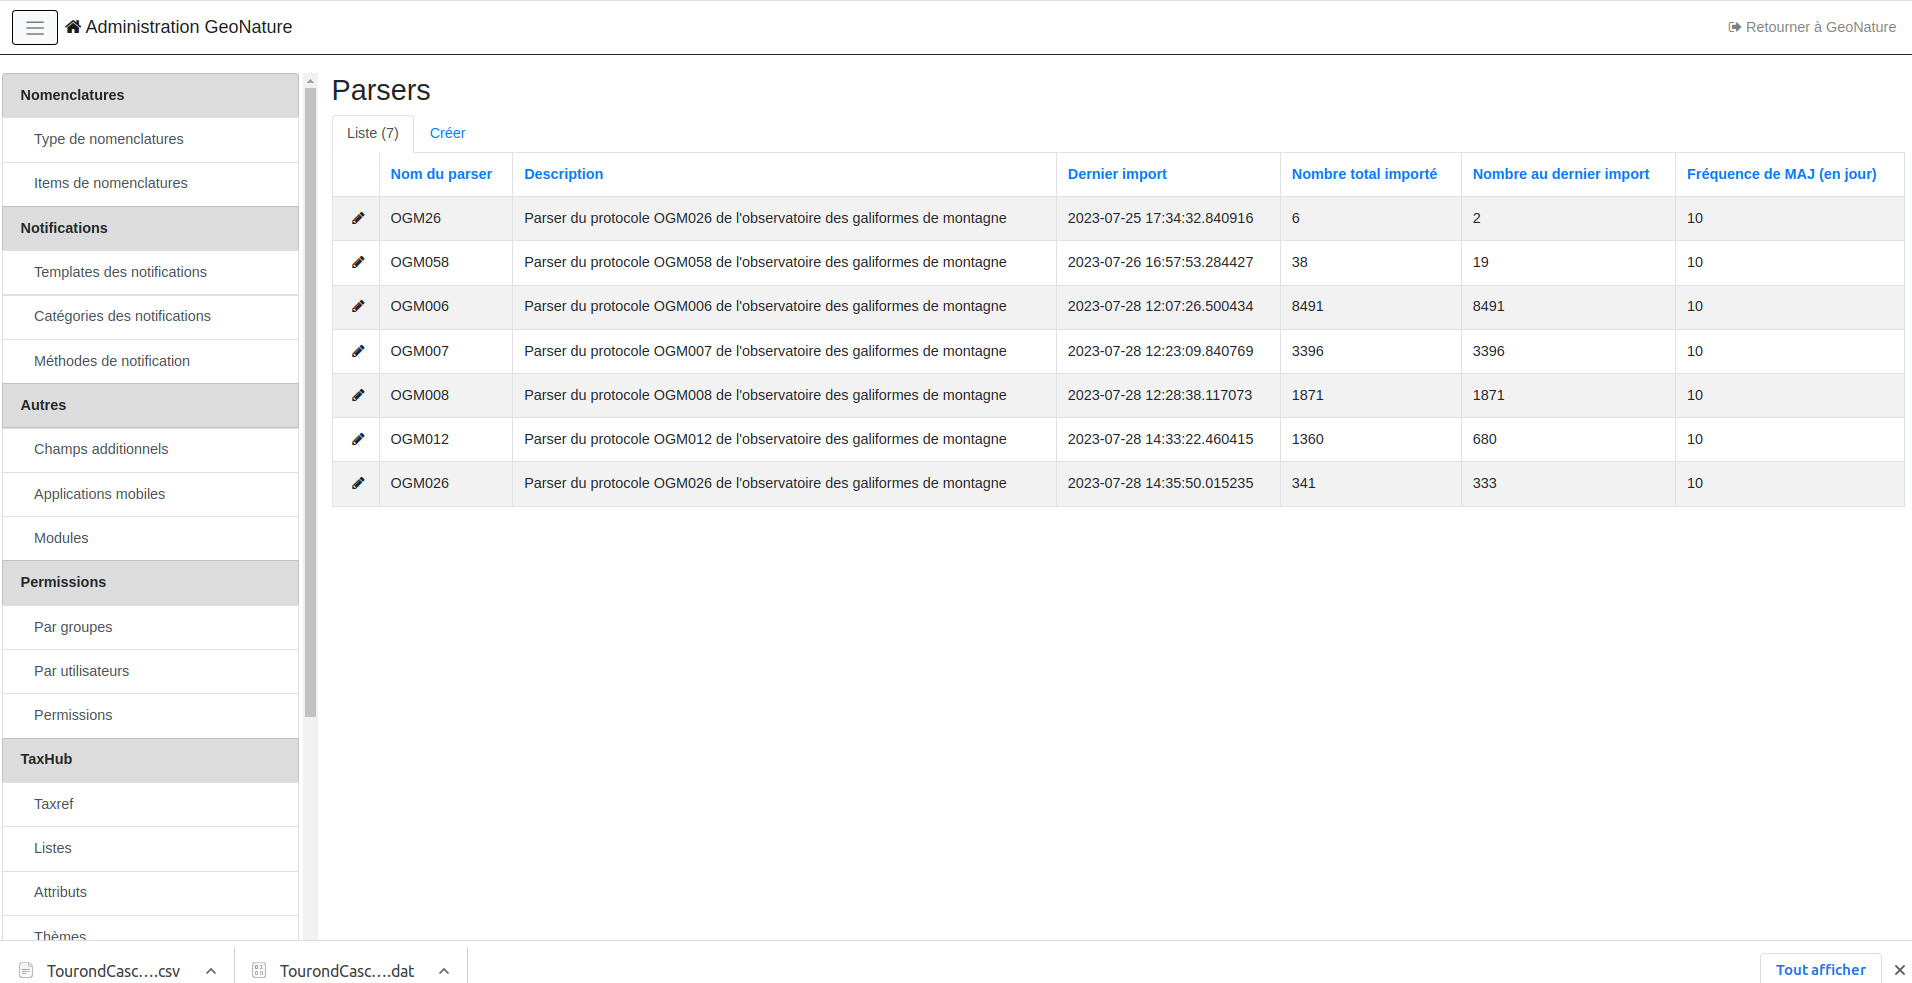 Administration GeoNature
Retourner à GeoNature
Nomenclatures
Type de nomenclatures
Items de nomenclatures
Notifications
Templates des notifications
Catégories des notifications
Méthodes de notification
Autres
Champs additionnels
Applications mobiles
Modules
Permissions
Par groupes
Par utilisateurs
Permissions
TaxHub
Taxref
Listes
Attributs
Thèmes
Parsers
Liste (7) Créer
Nom du parser Description Dernier import Nombre total importé Nombre au dernier import Fréquence de MAJ (en jour)
OGM26 Parser du protocole OGM026 de l'observatoire des galiformes de montagne 2023-07-25 17:34:32.840916 6 2 10
OGM058 Parser du protocole OGM058 de l'observatoire des galiformes de montagne 2023-07-26 16:57:53.284427 38 19 10
OGM006 Parser du protocole OGM006 de l'observatoire des galiformes de montagne 2023-07-28 12:07:26.500434 8491 8491 10
OGM007 Parser du protocole OGM007 de l'observatoire des galiformes de montagne 2023-07-28 12:23:09.840769 3396 3396 10
OGM008 Parser du protocole OGM008 de l'observatoire des galiformes de montagne 2023-07-28 12:28:38.117073 1871 1871 10
OGM012 Parser du protocole OGM012 de l'observatoire des galiformes de montagne 2023-07-28 14:33:22.460415 1360 680 10
OGM026 Parser du protocole OGM026 de l'observatoire des galiformes de montagne 2023-07-28 14:35:50.015235 341 333 10
TourondCasc....csv
TourondCasc....dat
Tout afficher